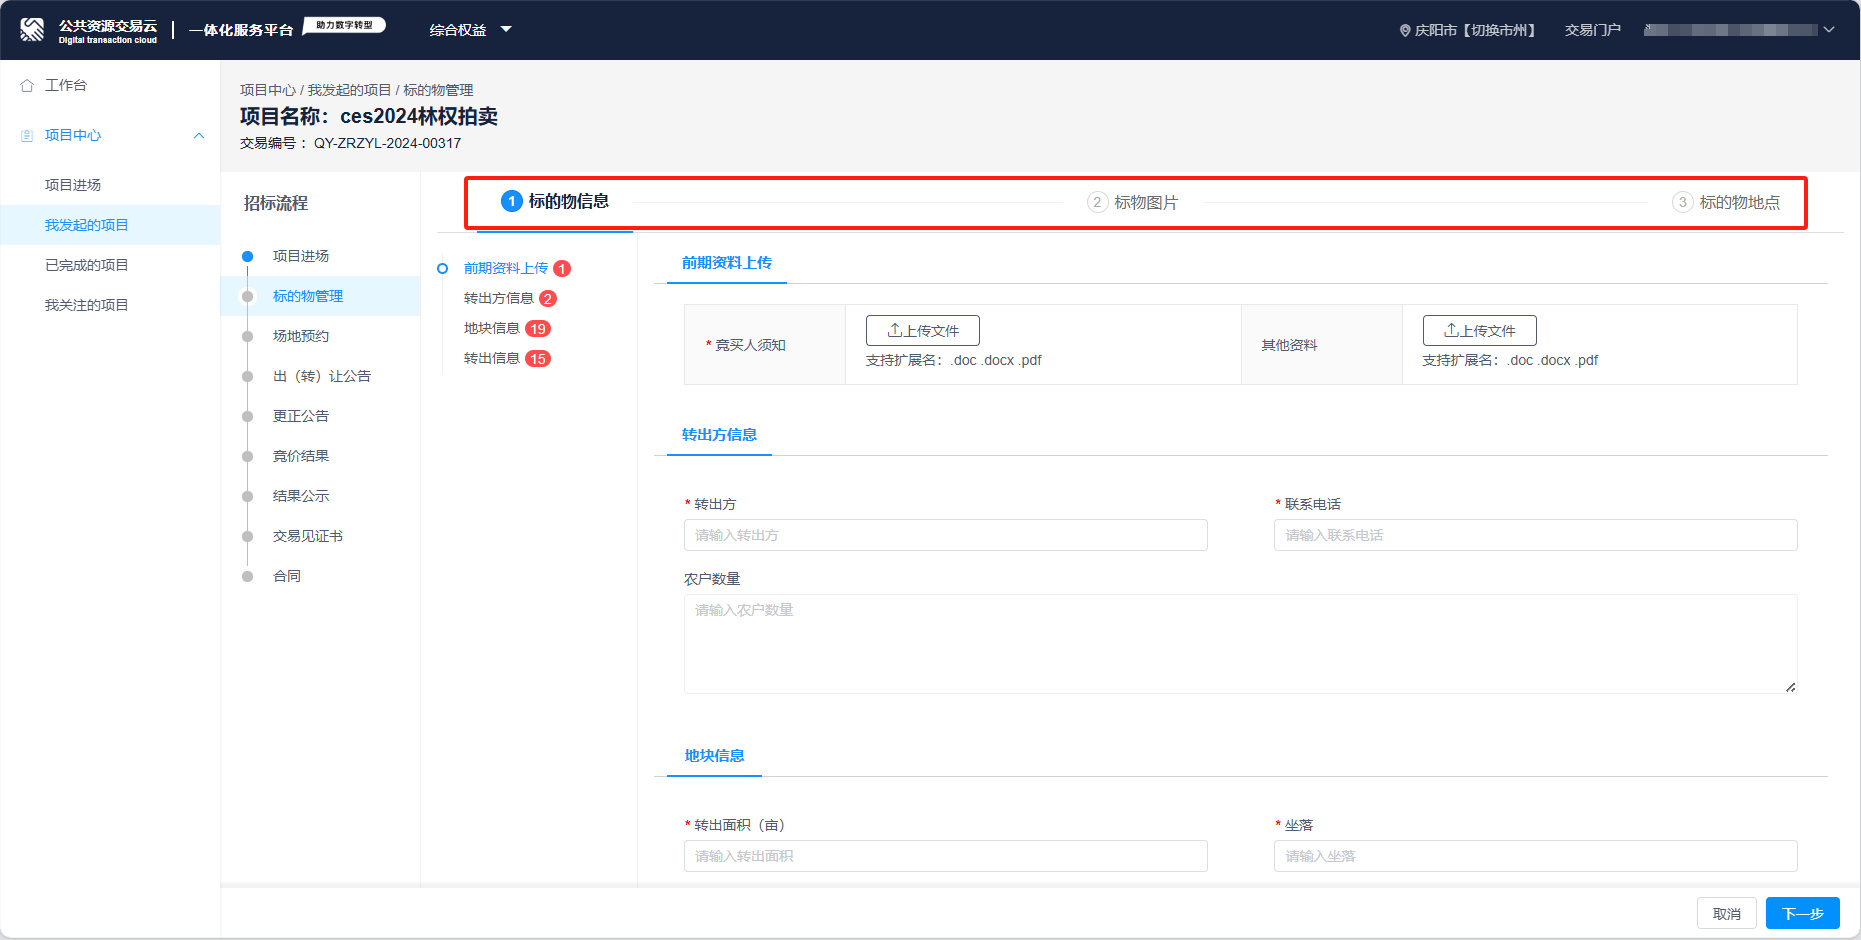 公共资源交易云
Digital transaction cloud
一体化服务平台
助力数字转型
综合权益
庆阳市【切换市州】
交易门户
工作台
项目中心
项目进场
我发起的项目
已完成的项目
我关注的项目
项目中心 / 我发起的项目 / 标的物管理
项目名称：ces2024林权拍卖
交易编号： QY-ZRZYL-2024-00317
招标流程
项目进场
标的物管理
场地预约
出（转）让公告
更正公告
竞价结果
结果公示
交易见证书
合同
1 标的物信息
2 标物图片
3 标的物地点
前期资料上传 1
转出方信息 2
地块信息 19
转出信息 15
前期资料上传
* 竞买人须知
上传文件
支持扩展名：.doc .docx .pdf
其他资料
上传文件
支持扩展名：.doc .docx .pdf
转出方信息
* 转出方
请输入转出方
* 联系电话
请输入联系电话
农户数量
请输入农户数量
地块信息
* 转出面积（亩）
请输入转出面积
* 坐落
请输入坐落
取消
下一步